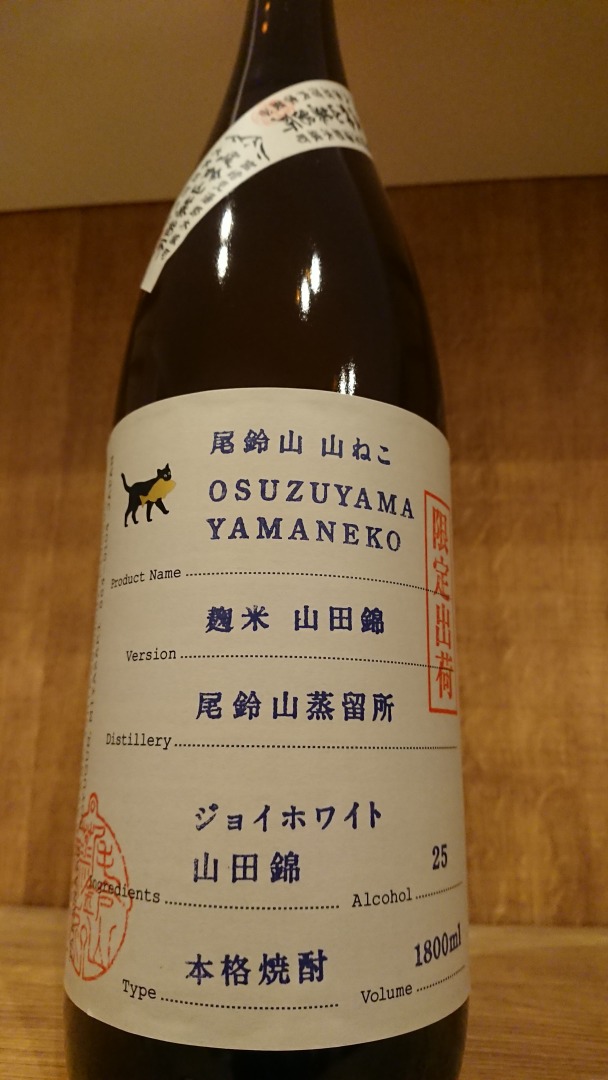 尾鈴山 山ねこ
OSUZUYAMA
YAMANEKO
Product Name
限定出荷
麹米 山田錦
Version
尾鈴山蒸留所
Distillery
ジョイホワイト
山田錦
Ingredients
25
Alcohol
本格焼酎
Type
1800ml
Volume